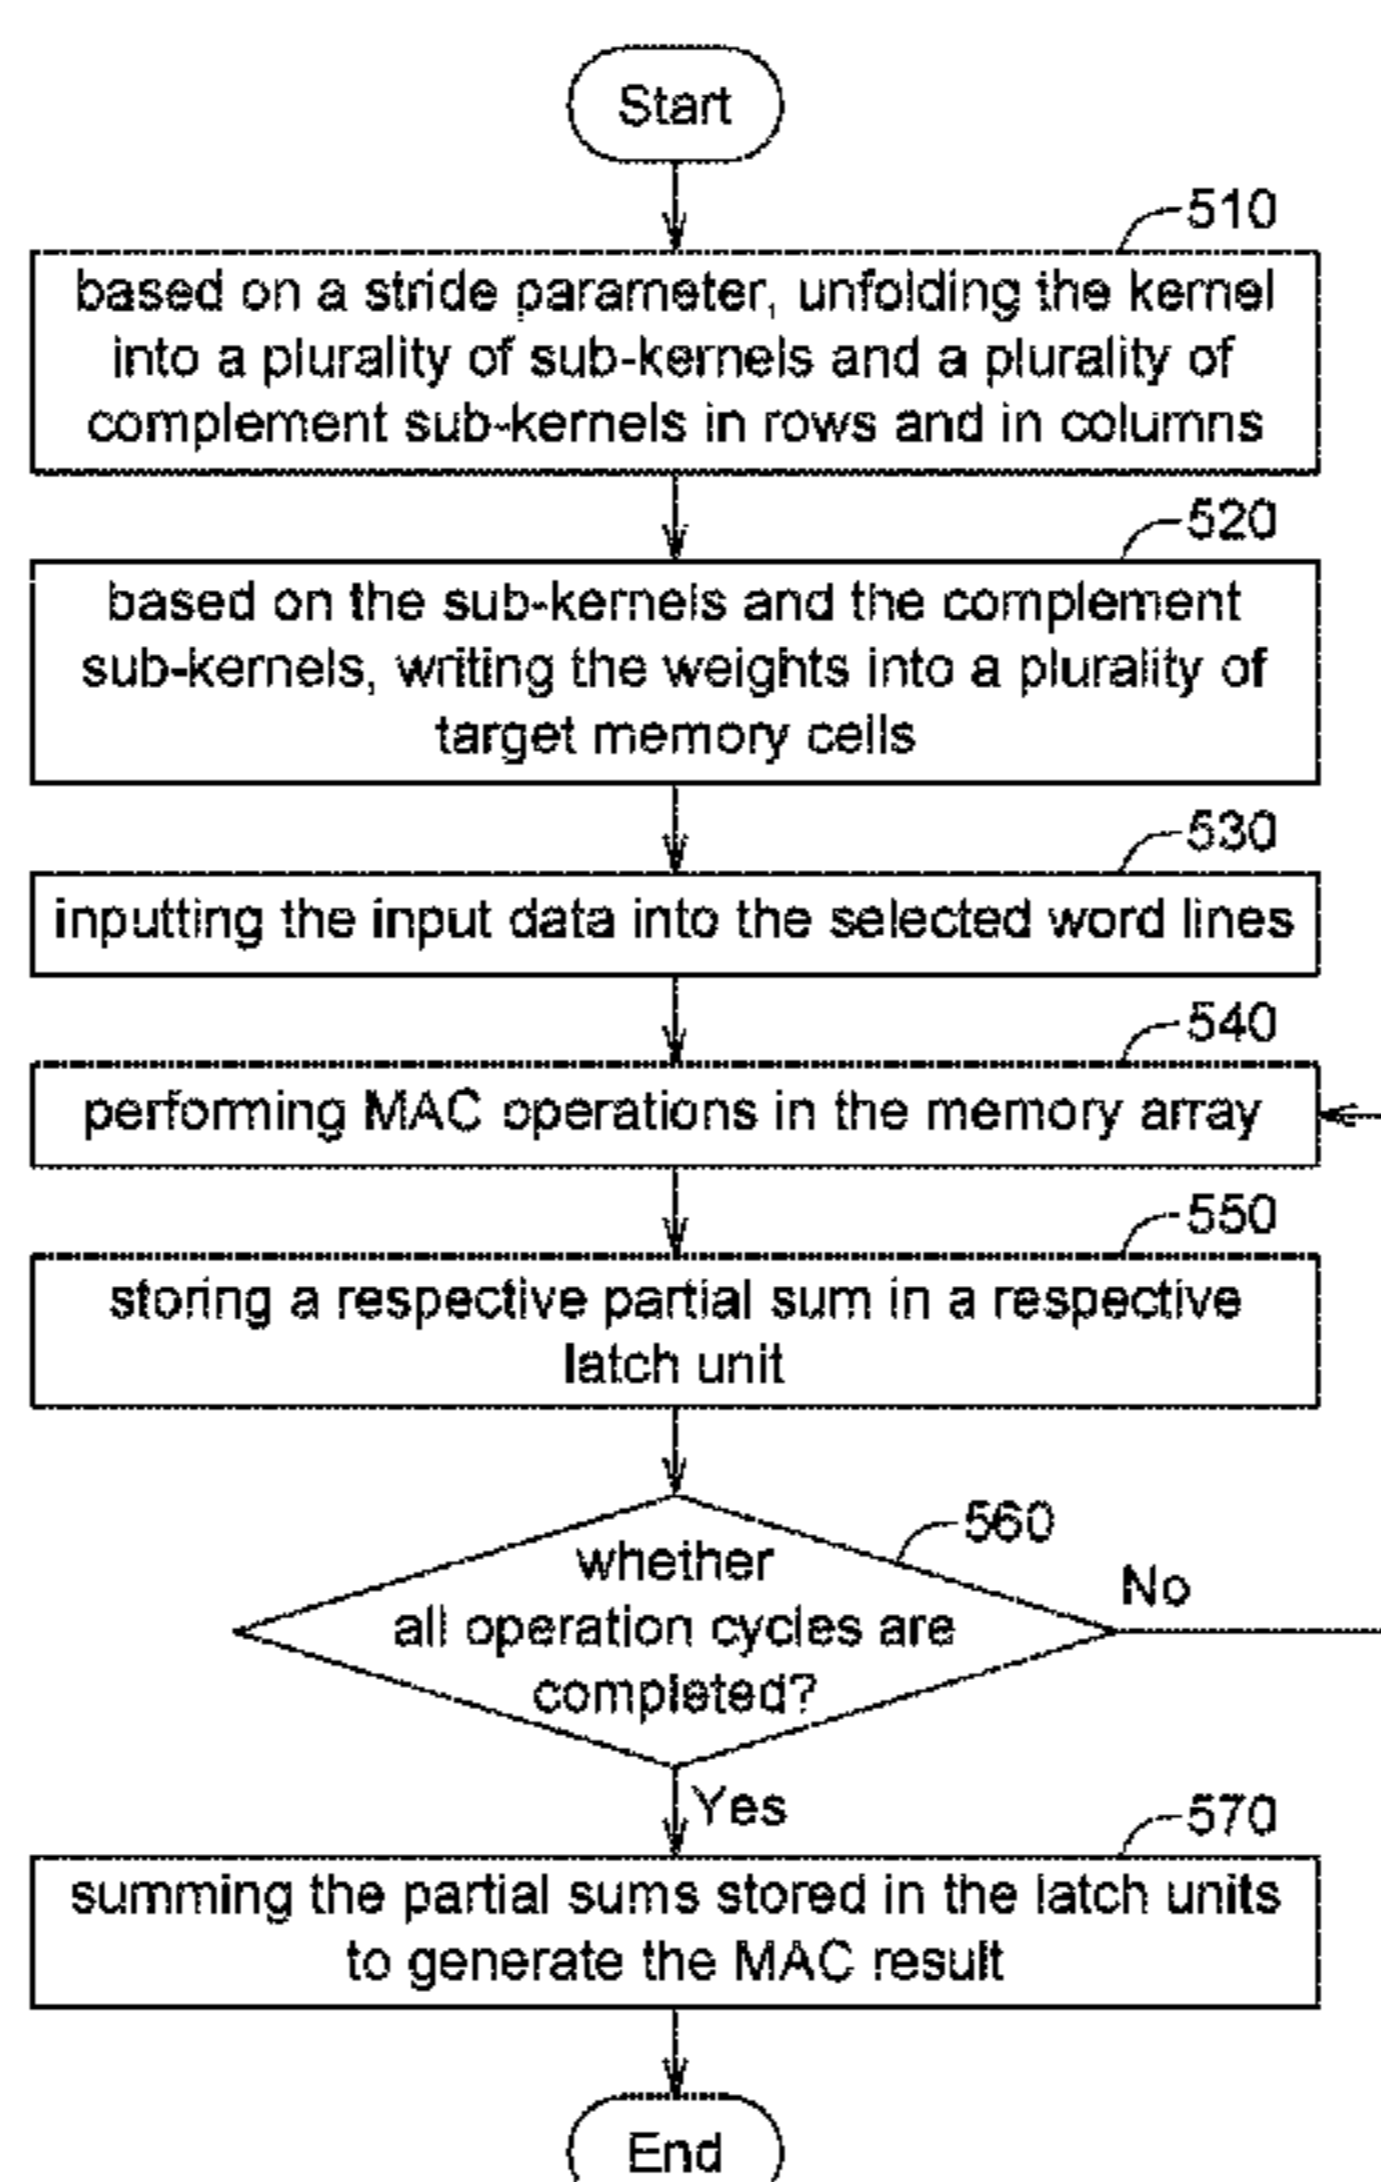 Start
510
based on a stride parameter, unfolding the kernel
into a plurality of sub-kernels and a plurality of
complement sub-kernels in rows and in columns
520
based on the sub-kernels and the complement
sub-kernels, writing the weights into a plurality of
target memory cells
530
inputting the input data into the selected word lines
540
performing MAC operations in the memory array
550
storing a respective partial sum in a respective
latch unit
560
whether
all operation cycles are
completed?
No
Yes
570
summing the partial sums stored in the latch units
to generate the MAC result
End